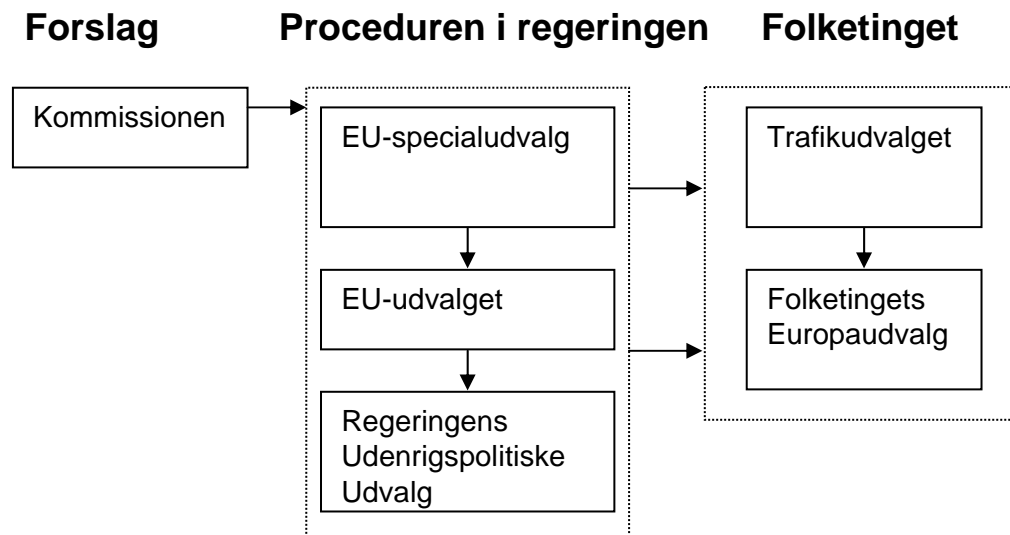 Forslag
Proceduren i regeringen
Folketinget
Kommissionen
EU-specialudvalg
EU-udvalget
Regeringens
Udenrigspolitiske
Udvalg
Trafikudvalget
Folketingets
Europaudvalg